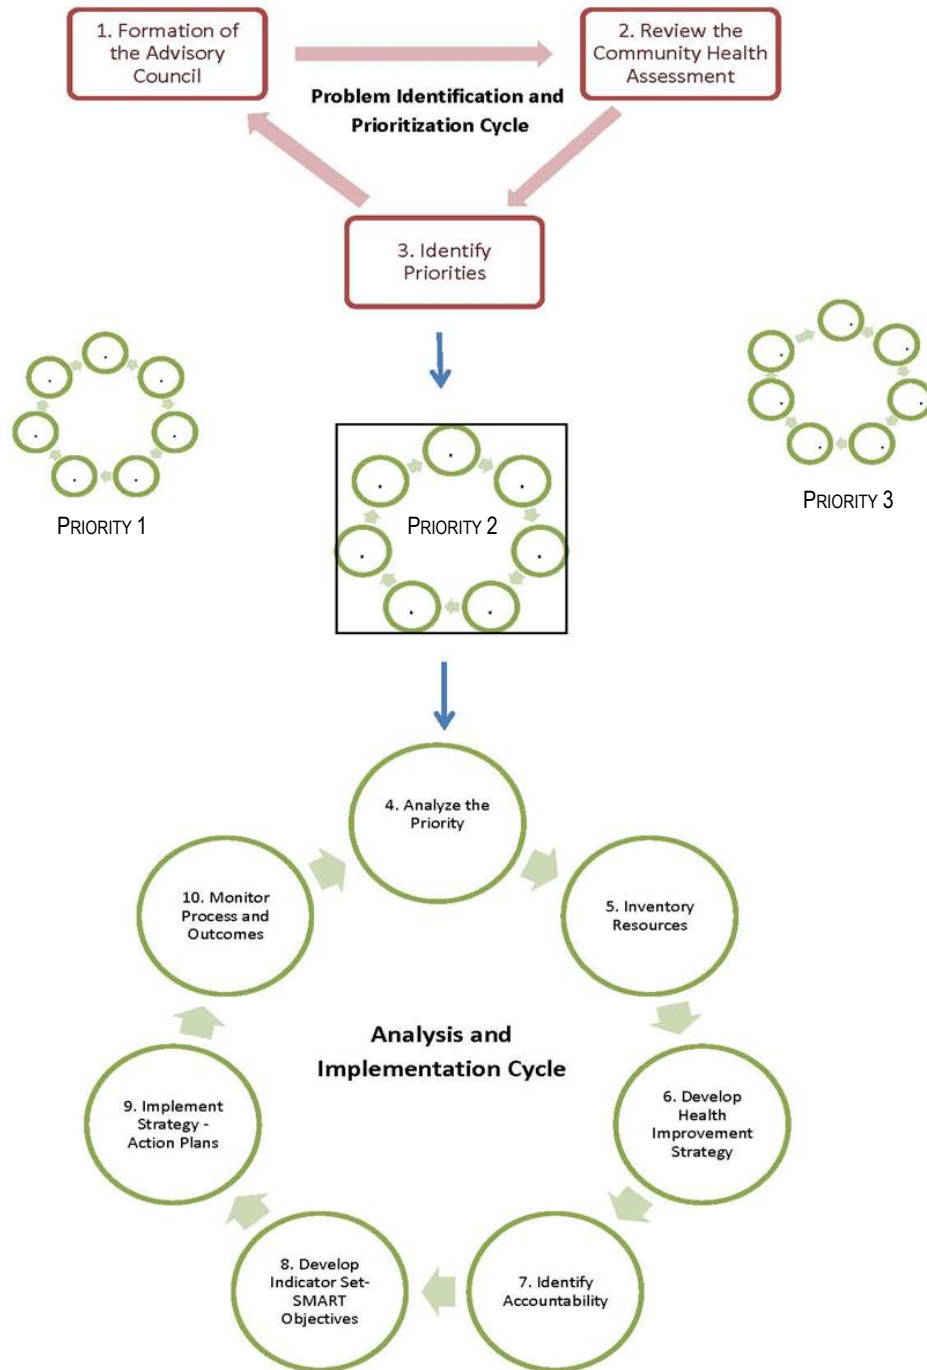 1. Formation of
the Advisory
Council
2. Review the
Community Health
Assessment
Problem Identification and
Prioritization Cycle
3. Identify
Priorities
PRIORITY 1
PRIORITY 2
PRIORITY 3
4. Analyze the
Priority
5. Inventory
Resources
6. Develop
Health
Improvement
Strategy
7. Identify
Accountability
8. Develop
Indicator Set-
SMART
Objectives
9. Implement
Strategy -
Action Plans
10. Monitor
Process and
Outcomes
Analysis and
Implementation Cycle